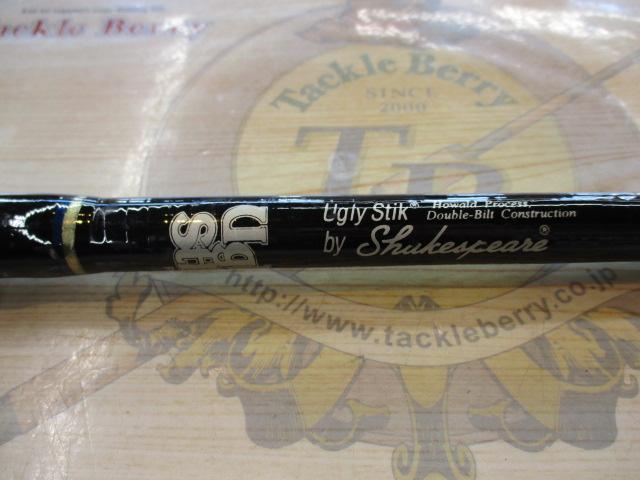 Tackle Berry
Tackle Berry
SINCE
2000
TB
Ugly Stik® Howald Process
Double-Bilt Construction
by Shakespeare®
http://www.tackleberry.co.jp